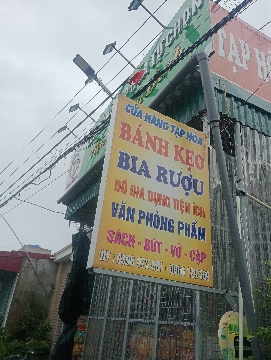 TẠP H
CỬA HÀNG TẠP HÓA
BÁNH KẸO
BIA RƯỢU
ĐỒ GIA DỤNG TIỆN ÍCH
VĂN PHÒNG PHẨM
SÁCH - BÚT - VỞ - CẶP